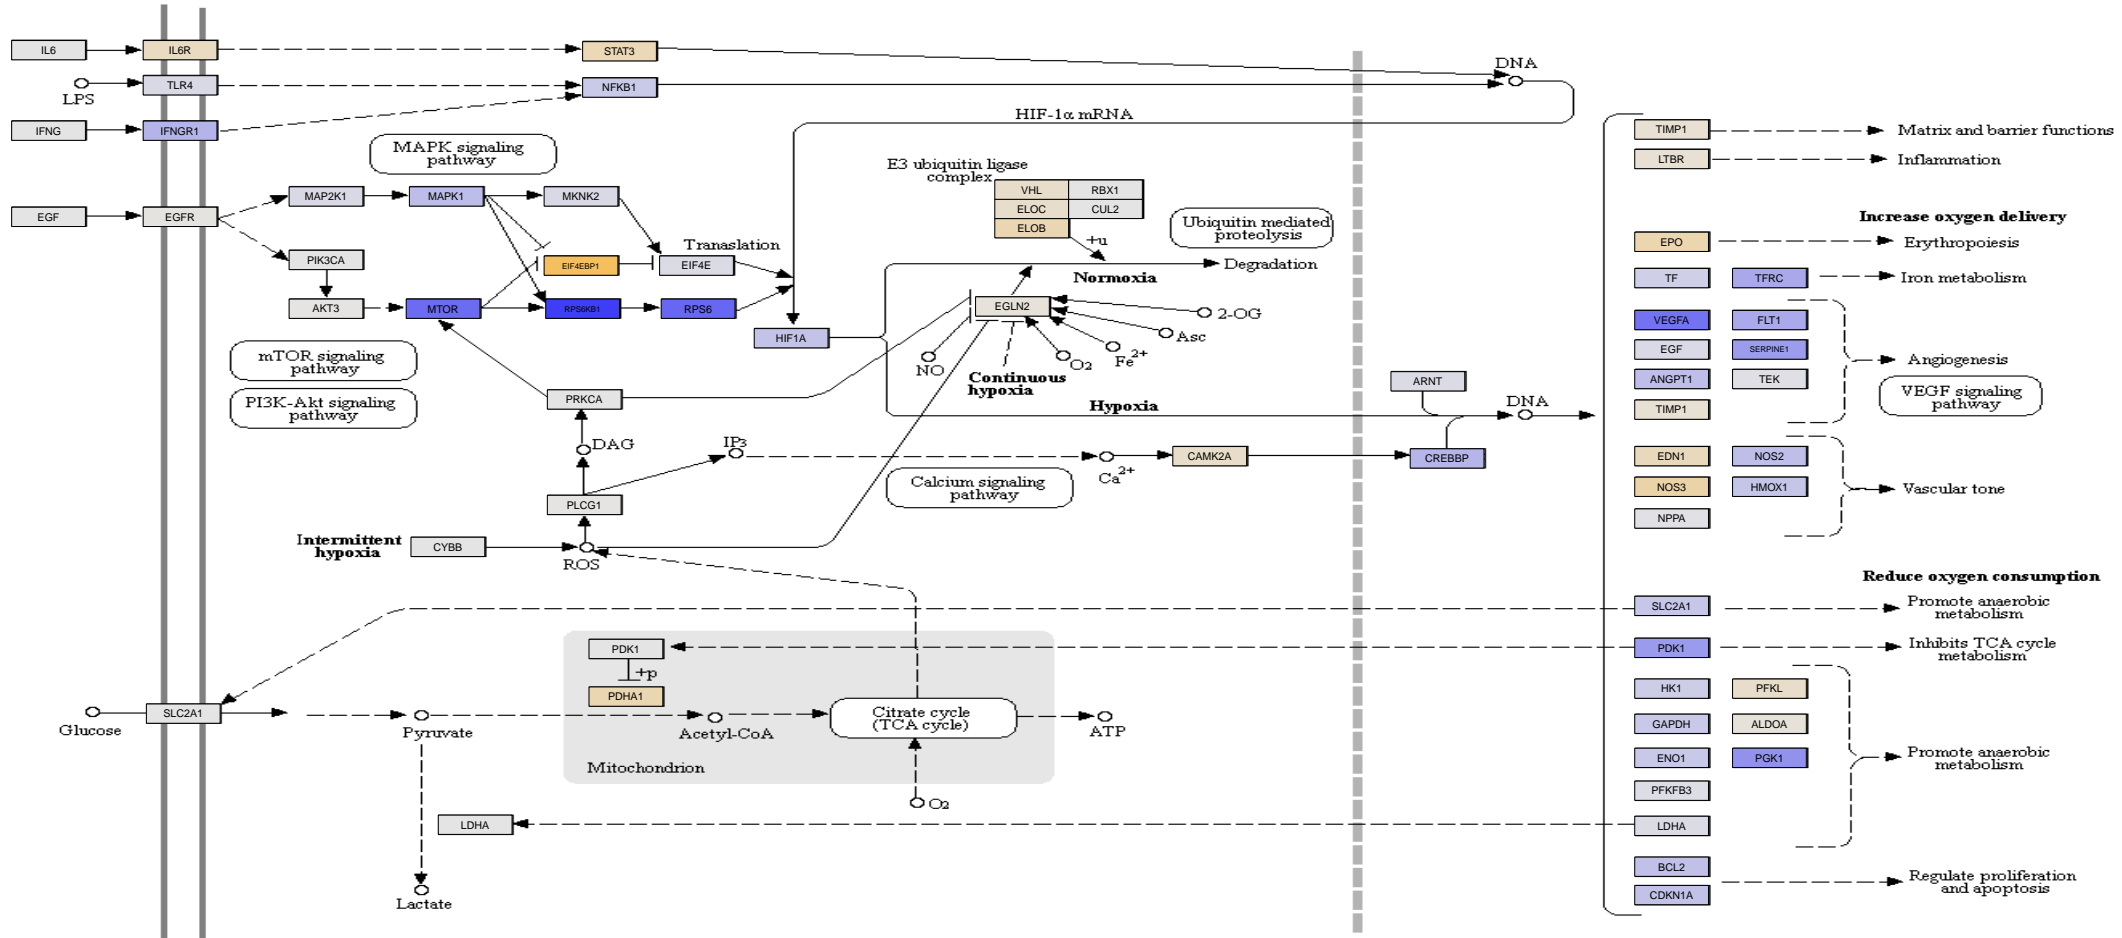 IL6
IL6R
STAT3
DNA
LPS
TLR4
NFKB1
IFNG
IFNGR1
HIF-1α mRNA
MAPK signaling
pathway
E3 ubiquitin ligase
complex
VHL
RBX1
ELOC
CUL2
ELOB
+u
Ubiquitin mediated
proteolysis
EGF
EGFR
MAP2K1
MAPK1
MKNK2
Tranaslation
PIK3CA
EIF4EBP1
EIF4E
AKT3
MTOR
RPS6KB1
RPS6
HIF1A
Normoxia
Degradation
EGLN2
2-OG
Asc
Fe2+
O2
NO
Continuous
hypoxia
mTOR signaling
pathway
PI3K-Akt signaling
pathway
PRKCA
DAG
IP3
PLCG1
Hypoxia
ARNT
DNA
Ca2+
CAMK2A
CREBBP
Calcium signaling
pathway
Intermittent
hypoxia
CYBB
ROS
PDK1
+p
PDHA1
Glucose
SLC2A1
Pyruvate
Acetyl-CoA
Citrate cycle
(TCA cycle)
ATP
Mitochondrion
O2
LDHA
Lactate
TIMP1
Matrix and barrier functions
LTBR
Inflammation
Increase oxygen delivery
EPO
Erythropoiesis
TF
TFRC
Iron metabolism
VEGFA
FLT1
EGF
SERPINE1
Angiogenesis
ANGPT1
TEK
VEGF signaling
pathway
TIMP1
EDN1
NOS2
NOS3
HMOX1
Vascular tone
NPPA
Reduce oxygen consumption
SLC2A1
Promote anaerobic
metabolism
PDK1
Inhibits TCA cycle
metabolism
HK1
PFKL
GAPDH
ALDOA
ENO1
PGK1
Promote anaerobic
metabolism
PFKFB3
LDHA
BCL2
CDKN1A
Regulate proliferation
and apoptosis